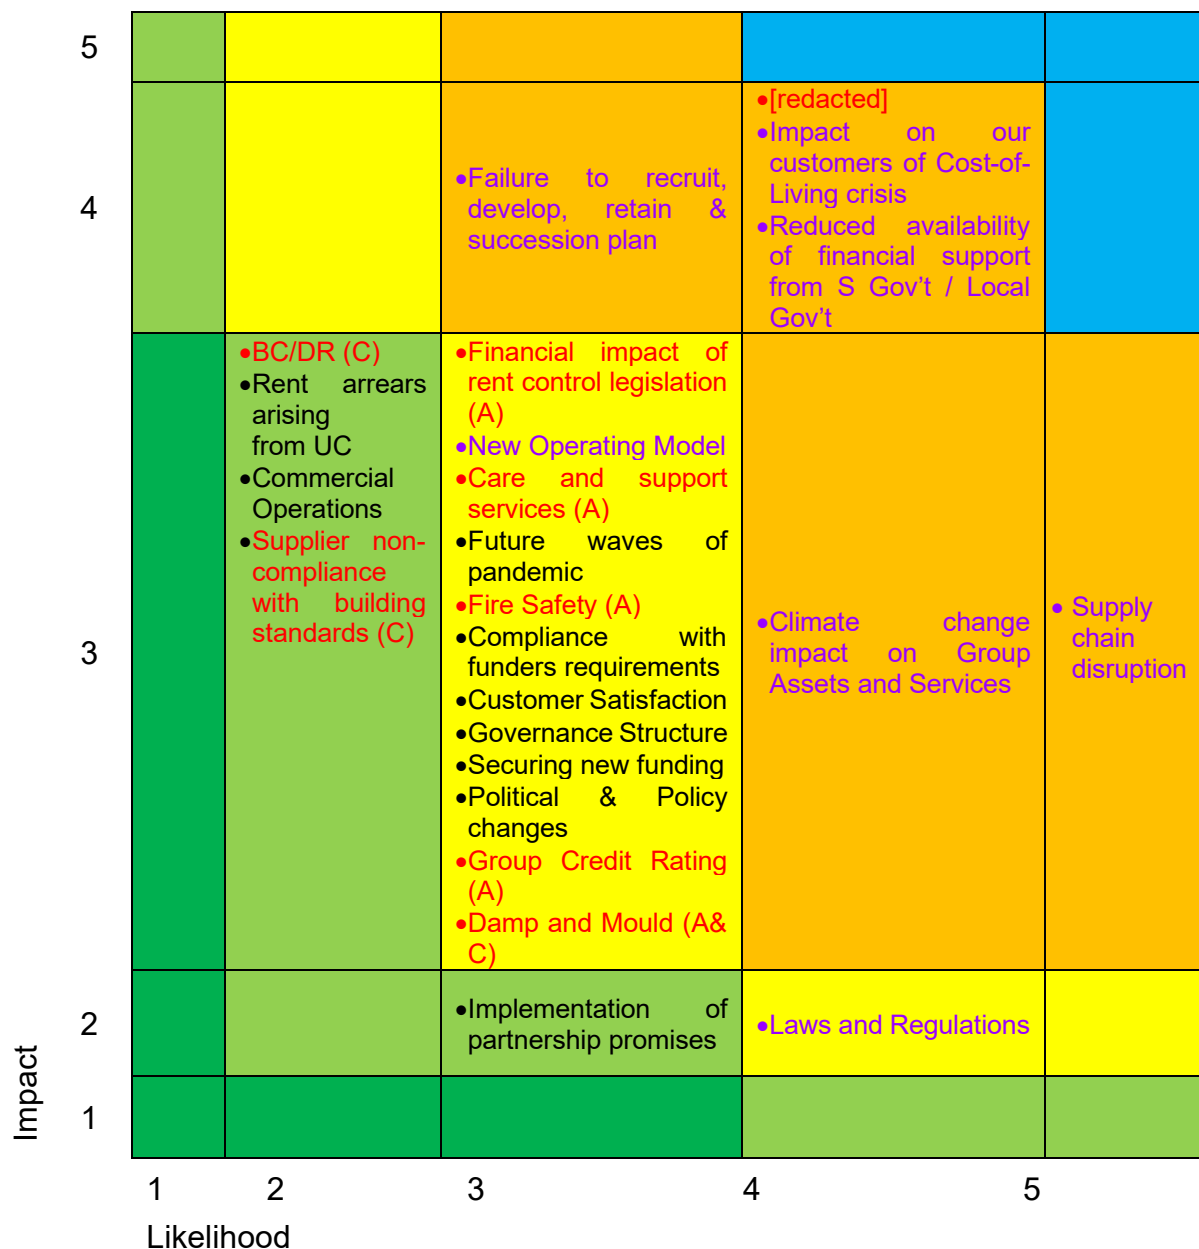 5
•[redacted]
•Impact on our
customers of Cost-of-
Living crisis
•Reduced availability
of financial support
from S Gov’t / Local
Gov’t
4
•Failure to recruit,
develop, retain &
succession plan
•BC/DR (C)
•Rent arrears
arising
from UC
•Commercial
Operations
•Supplier non-
compliance
with building
standards (C)
•Financial impact of
rent control legislation
(A)
•New Operating Model
•Care and support
services (A)
•Future waves of
pandemic
•Fire Safety (A)
•Compliance with
funders requirements
•Customer Satisfaction
•Governance Structure
•Securing new funding
•Political & Policy
changes
•Group Credit Rating
(A)
•Damp and Mould (A&
C)
3
•Climate change
impact on Group
Assets and Services
• Supply
chain
disruption
2
•Implementation of
partnership promises
•Laws and Regulations
Impact
1
1 2 3 4 5
Likelihood